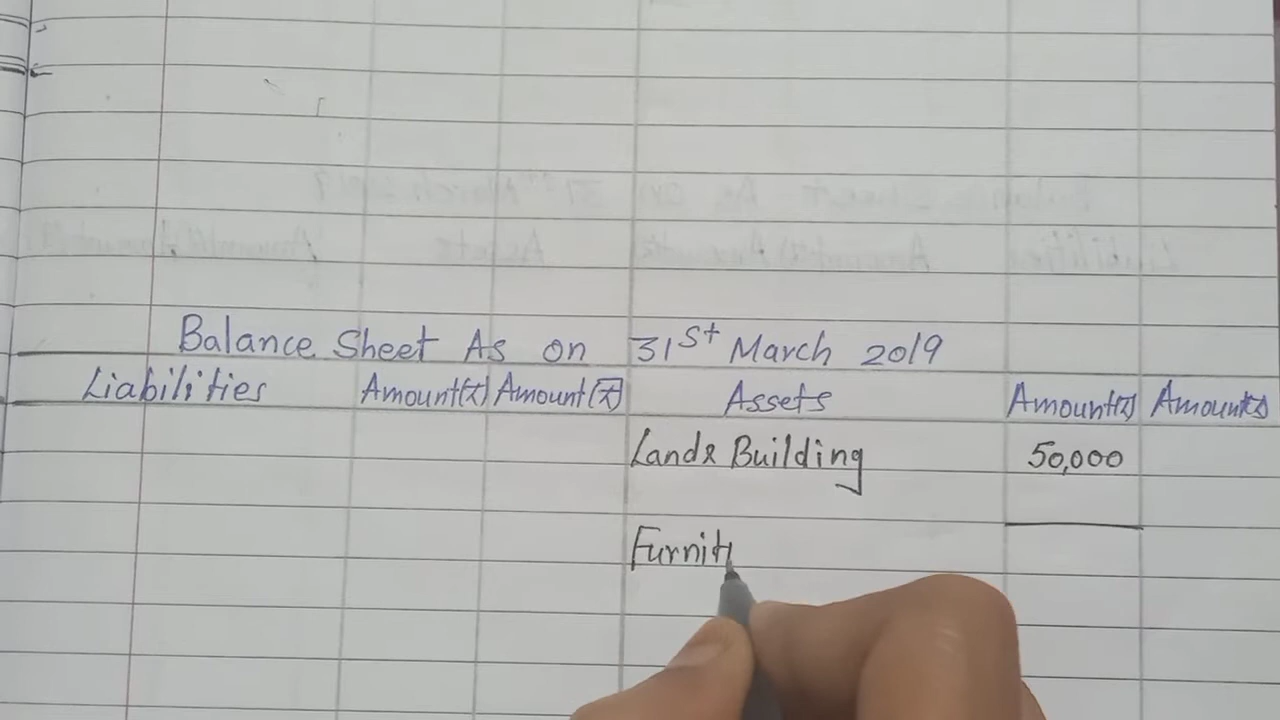 Balance Sheet As on 31st March 2019
Liabilities Amount(₹) Amount(₹) Assets Amount(₹) Amount(₹)
Land & Building 50,000
Furnit